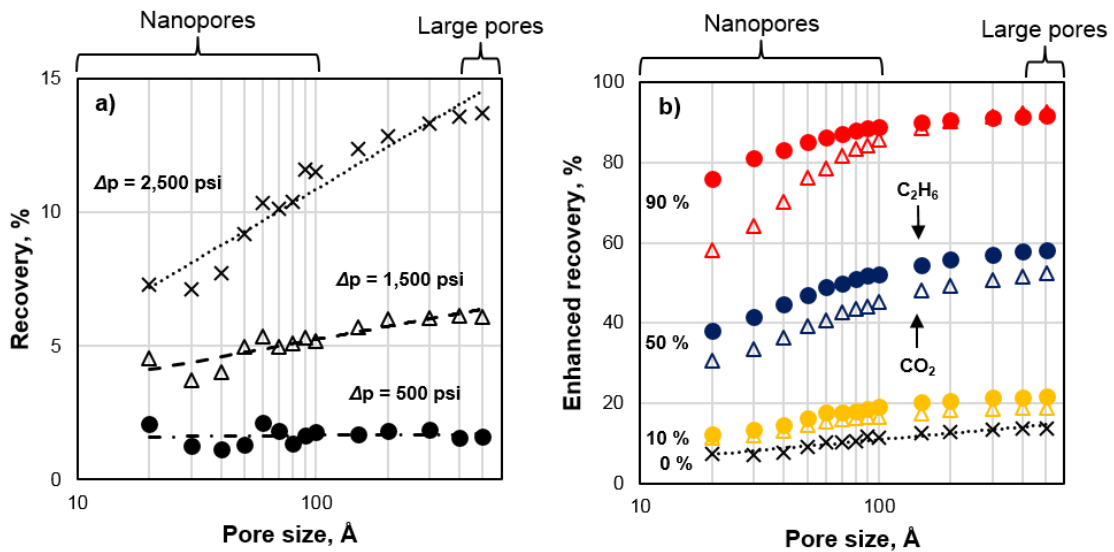 Nanopores
Large pores
a)
Δp = 2,500 psi
Δp = 1,500 psi
Δp = 500 psi
15
10
5
0
10
100
Recovery, %
Pore size, Å
Nanopores
Large pores
b)
90 %
C₂H₆
50 %
CO₂
10 %
0 %
100
80
60
40
20
0
10
100
Enhanced recovery, %
Pore size, Å